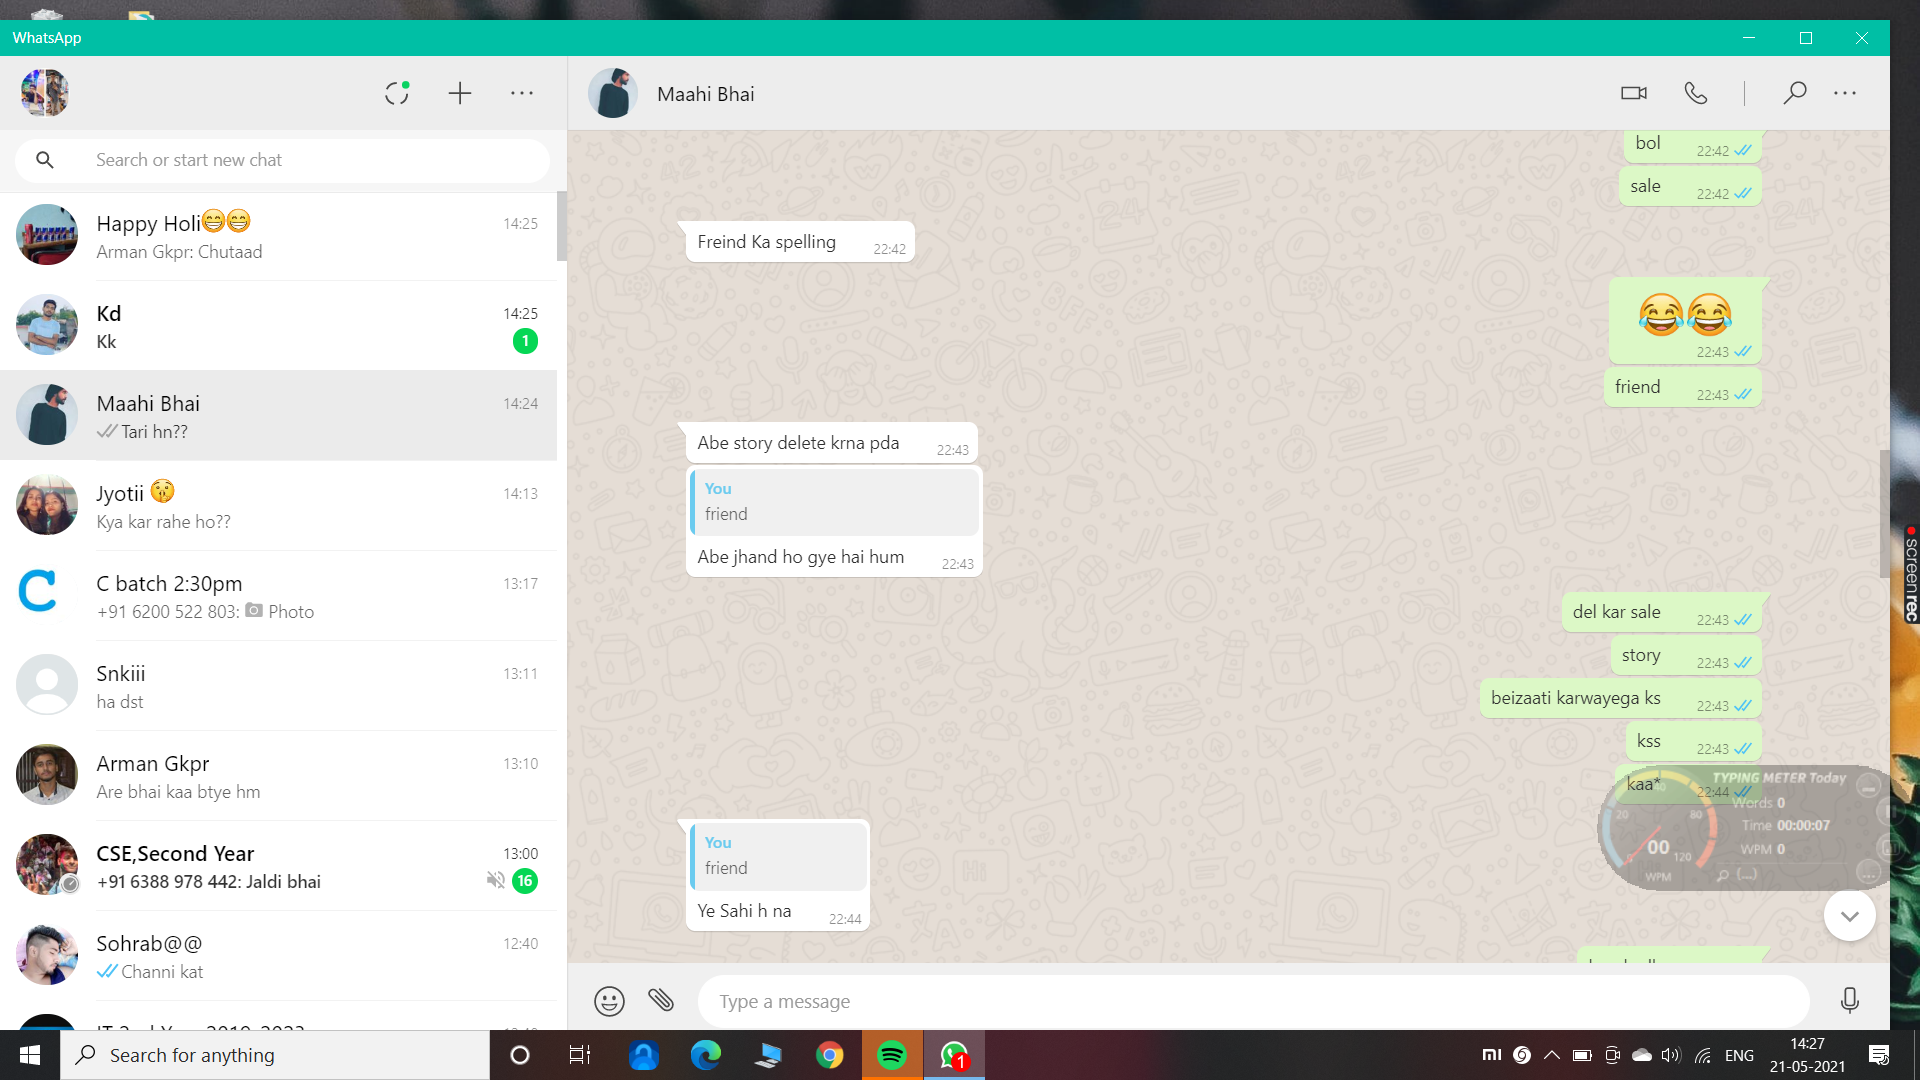 WhatsApp
Search or start new chat
Happy Holi😁😁
14:25
Arman Gkpr: Chutaad
Kd
14:25
Kk
1
Maahi Bhai
14:24
Tari hn??
Jyotii 🤫
14:13
Kya kar rahe ho??
C batch 2:30pm
13:17
+91 6200 522 803: Photo
Snkiii
13:11
ha dst
Arman Gkpr
13:10
Are bhai kaa btye hm
CSE,Second Year
13:00
+91 6388 978 442: Jaldi bhai
16
Sohrab@@
12:40
Channi kat
Maahi Bhai
bol
22:42
sale
22:42
Freind Ka spelling
22:42
😂😂
22:43
friend
22:43
Abe story delete krna pda
22:43
You
friend
Abe jhand ho gye hai hum
22:43
del kar sale
22:43
story
22:43
beizaati karwayega ks
22:43
kss
22:43
kaa*
22:44
TYPING METER Today
Words 0
Time 00:00:07
WPM 0
20
40
80
0
120
00
WPM
You
friend
Ye Sahi h na
22:44
Type a message
screenrec
Search for anything
1
mi
ENG
14:27
21-05-2021